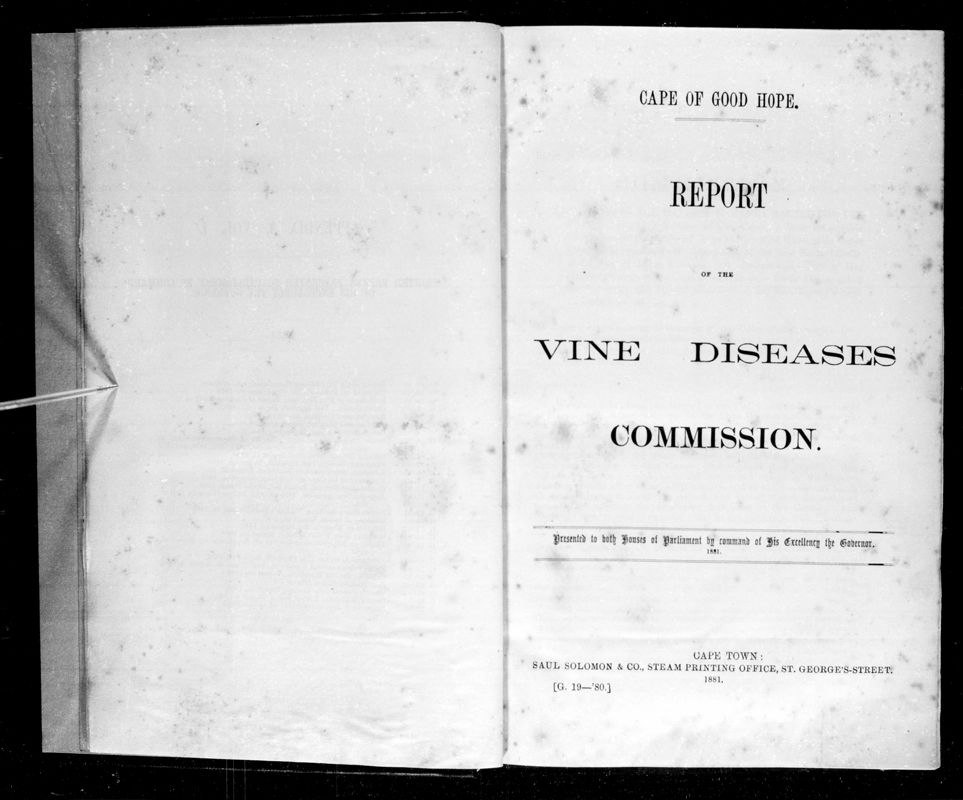 CAPE OF GOOD HOPE.
REPORT
OF THE
VINE DISEASES
COMMISSION.
Presented to both Houses of Parliament by command of His Excellency the Governor.
1881.
CAPE TOWN:
SAUL SOLOMON & CO., STEAM PRINTING OFFICE, ST. GEORGE'S-STREET.
1881.
[G. 19—'80.]